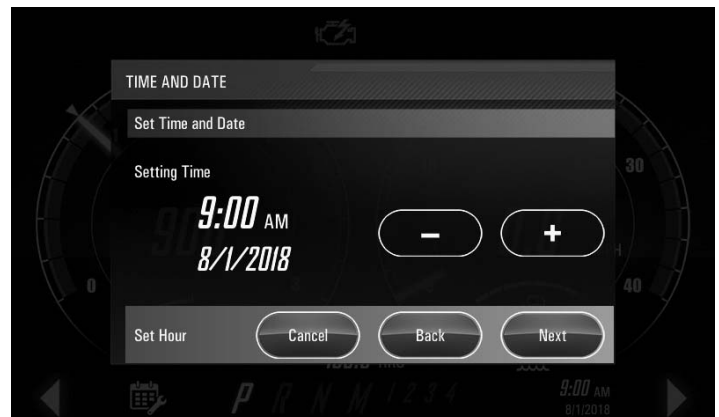 TIME AND DATE
Set Time and Date
Setting Time
30
9:00 AM
8/1/2018
- +
0
40
Set Hour Cancel Back Next
P R N M 1 2 3 4
9:00 AM
8/1/2018